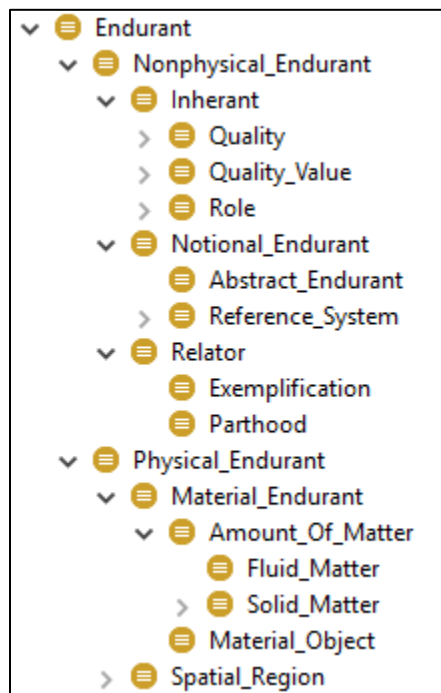 Endurant
Nonphysical_Endurant
Inherant
Quality
Quality_Value
Role
Notional_Endurant
Abstract_Endurant
Reference_System
Relator
Exemplification
Parthood
Physical_Endurant
Material_Endurant
Amount_Of_Matter
Fluid_Matter
Solid_Matter
Material_Object
Spatial_Region